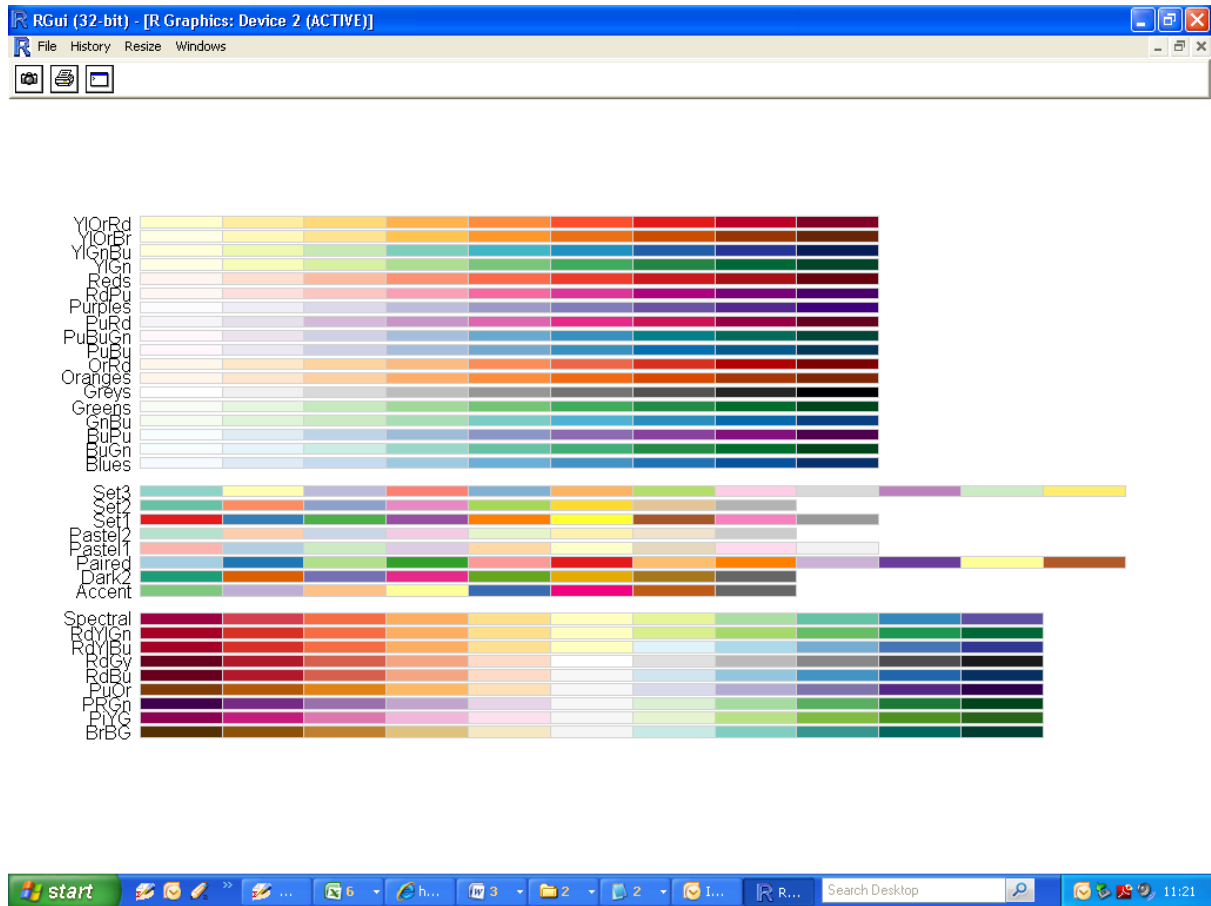 RGui (32-bit) - [R Graphics: Device 2 (ACTIVE)]
File History Resize Windows
YlOrRd
YlOrBr
YlGnBu
YlGn
Reds
RdPu
Purples
PuRd
PuBuGn
PuBu
OrRd
Oranges
Greys
Greens
GnBu
BuPu
BuGn
Blues
Set3
Set2
Set1
Pastel2
Pastel1
Paired
Dark2
Accent
Spectral
RdYlGn
RdYlBu
RdGy
RdBu
PuOr
PRGn
PiYG
BrBG
start » ... 6 h... 3 2 2 I... R... Search Desktop 11:21